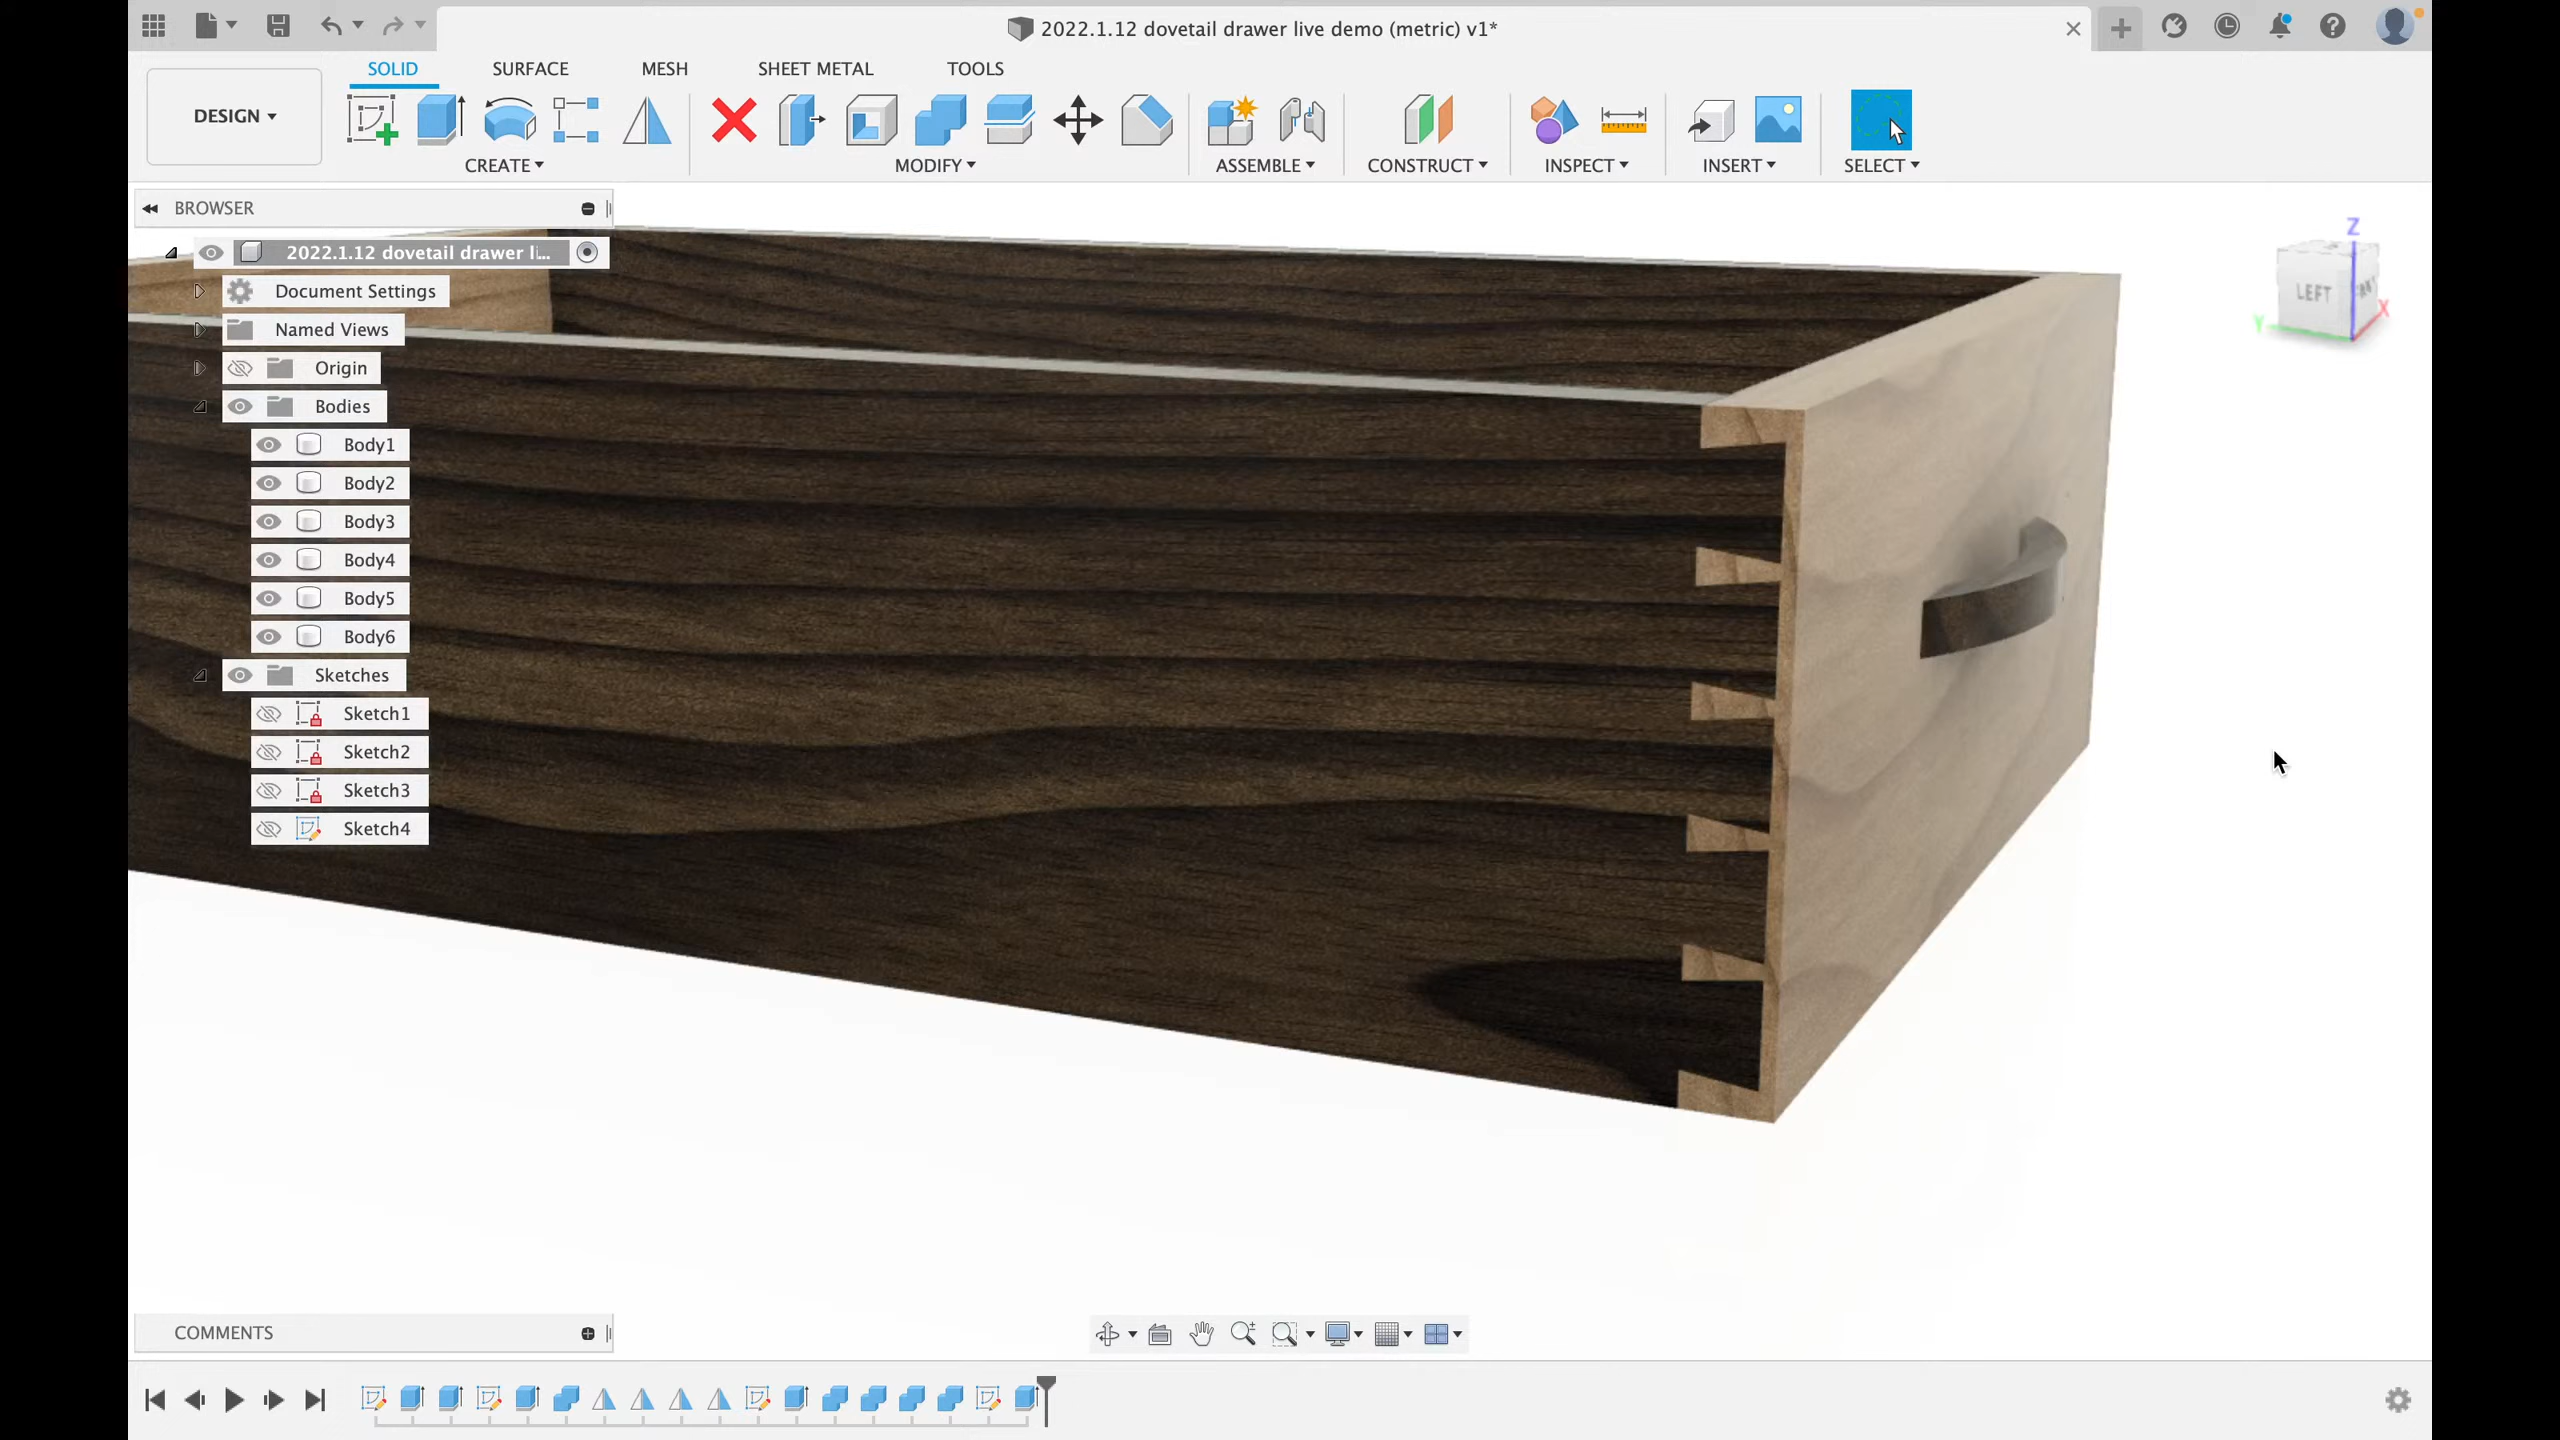 2022.1.12 dovetail drawer live demo (metric) v1*
SOLID SURFACE MESH SHEET METAL TOOLS
DESIGN
CREATE MODIFY ASSEMBLE CONSTRUCT INSPECT INSERT SELECT
BROWSER
2022.1.12 dovetail drawer li...
Document Settings
Named Views
Origin
Bodies
Body1
Body2
Body3
Body4
Body5
Body6
Sketches
Sketch1
Sketch2
Sketch3
Sketch4
Z
LEFT
X
Y
COMMENTS